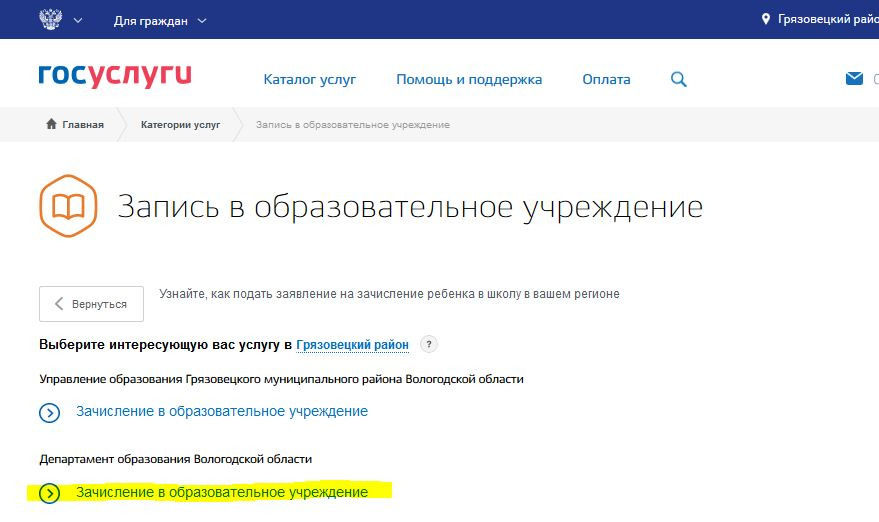 Для граждан
Грязовецкий райо
госуслуги
Каталог услуг Помощь и поддержка Оплата
Главная Категории услуг Запись в образовательное учреждение
Запись в образовательное учреждение
Вернуться Узнайте, как подать заявление на зачисление ребенка в школу в вашем регионе
Выберите интересующую вас услугу в Грязовецкий район ?
Управление образования Грязовецкого муниципального района Вологодской области
Зачисление в образовательное учреждение
Департамент образования Вологодской области
Зачисление в образовательное учреждение